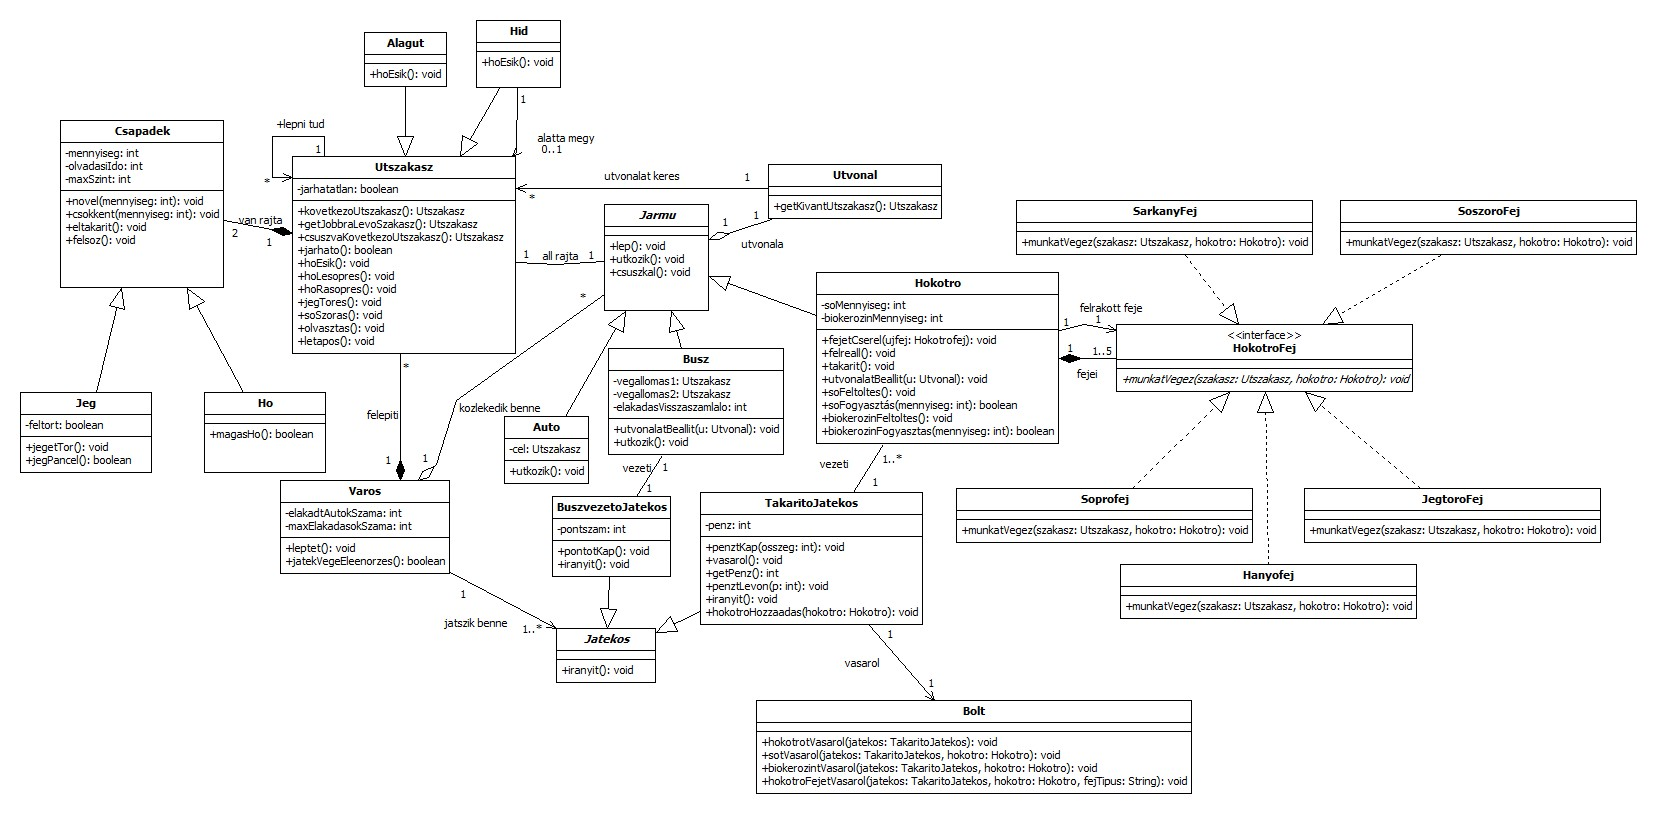 Hid
+hoEsik(): void
Alagut
+hoEsik(): void
1
alatta megy
0..1
Csapadek
-mennyiseg: int
-olvadasiIdo: int
-maxSzint: int
+novel(mennyiseg: int): void
+csokkent(mennyiseg: int): void
+eltakarit(): void
+felsoz(): void
+lepni tud
1
*
van rajta
2
1
Utszakasz
-jarhatatlan: boolean
+kovetkezoUtszakasz(): Utszakasz
+getJobbraLevoSzakasz(): Utszakasz
+csuszvaKovetkezoUtszakasz(): Utszakasz
+jarhato(): boolean
+hoEsik(): void
+hoLesopres(): void
+hoRasopres(): void
+jegTores(): void
+soSzoras(): void
+olvasztas(): void
+letapos(): void
utvonalat keres
1
*
Utvonal
+getKivantUtszakasz(): Utszakasz
1
1
utvonala
Jarmu
+lep(): void
+utkozik(): void
+csuszkal(): void
1
all rajta
1
*
SarkanyFej
+munkatVegez(szakasz: Utszakasz, hokotro: Hokotro): void
SoszoroFej
+munkatVegez(szakasz: Utszakasz, hokotro: Hokotro): void
Hokotro
-soMennyiseg: int
-biokerozinMennyiseg: int
+fejetCserel(ujfej: Hokotrofej): void
+felreall(): void
+takarit(): void
+utvonalatBeallit(u: Utvonal): void
+soFeltoltes(): void
+soFogyasztás(mennyiseg: int): boolean
+biokerozinFeltoltes(): void
+biokerozinFogyasztas(mennyiseg: int): boolean
felrakott feje
1
1
1
1..5
fejei
<<interface>>
HokotroFej
+munkatVegez(szakasz: Utszakasz, hokotro: Hokotro): void
Busz
-vegallomas1: Utszakasz
-vegallomas2: Utszakasz
-elakadasVisszaszamlalo: int
+utvonalatBeallit(u: Utvonal): void
+utkozik(): void
Jeg
-feltort: boolean
+jegetTor(): void
+jegPancel(): boolean
Ho
+magasHo(): boolean
*
felepiti
1
kozlekedik benne
1
Auto
-cel: Utszakasz
+utkozik(): void
vezeti
1
1
vezeti
1..*
1
Varos
-elakadtAutokSzama: int
-maxElakadasokSzama: int
+leptet(): void
+jatekVegeEleenorzes(): boolean
BuszvezetoJatekos
-pontszam: int
+pontotKap(): void
+iranyit(): void
TakaritoJatekos
-penz: int
+penztKap(osszeg: int): void
+vasarol(): void
+getPenz(): int
+penztLevon(p: int): void
+iranyit(): void
+hokotroHozzaadas(hokotro: Hokotro): void
Soprofej
+munkatVegez(szakasz: Utszakasz, hokotro: Hokotro): void
JegtoroFej
+munkatVegez(szakasz: Utszakasz, hokotro: Hokotro): void
Hanyofej
+munkatVegez(szakasz: Utszakasz, hokotro: Hokotro): void
1
jatszik benne
1..*
Jatekos
+iranyit(): void
1
vasarol
1
Bolt
+hokotrotVasarol(jatekos: TakaritoJatekos): void
+sotVasarol(jatekos: TakaritoJatekos, hokotro: Hokotro): void
+biokerozintVasarol(jatekos: TakaritoJatekos, hokotro: Hokotro): void
+hokotroFejetVasarol(jatekos: TakaritoJatekos, hokotro: Hokotro, fejTipus: String): void